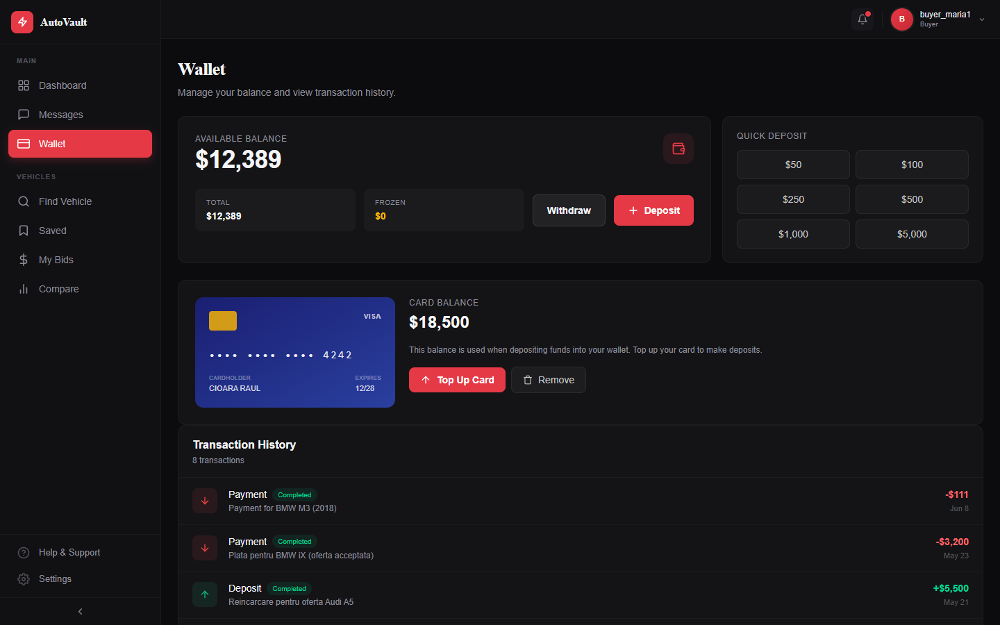 AutoVault
MAIN
Dashboard
Messages
Wallet
VEHICLES
Find Vehicle
Saved
My Bids
Compare
Help & Support
Settings
B
buyer_maria1
Buyer
Wallet
Manage your balance and view transaction history.
AVAILABLE BALANCE
$12,389
TOTAL
$12,389
FROZEN
$0
Withdraw
Deposit
QUICK DEPOSIT
$50
$100
$250
$500
$1,000
$5,000
VISA
•••• •••• •••• 4242
CARDHOLDER
CIOARA RAUL
EXPIRES
12/28
CARD BALANCE
$18,500
This balance is used when depositing funds into your wallet. Top up your card to make deposits.
Top Up Card
Remove
Transaction History
8 transactions
Payment Completed
Payment for BMW M3 (2018)
-$111
Jun 8
Payment Completed
Plata pentru BMW iX (oferta acceptata)
-$3,200
May 23
Deposit Completed
Reincarcare pentru oferta Audi A5
+$5,500
May 21